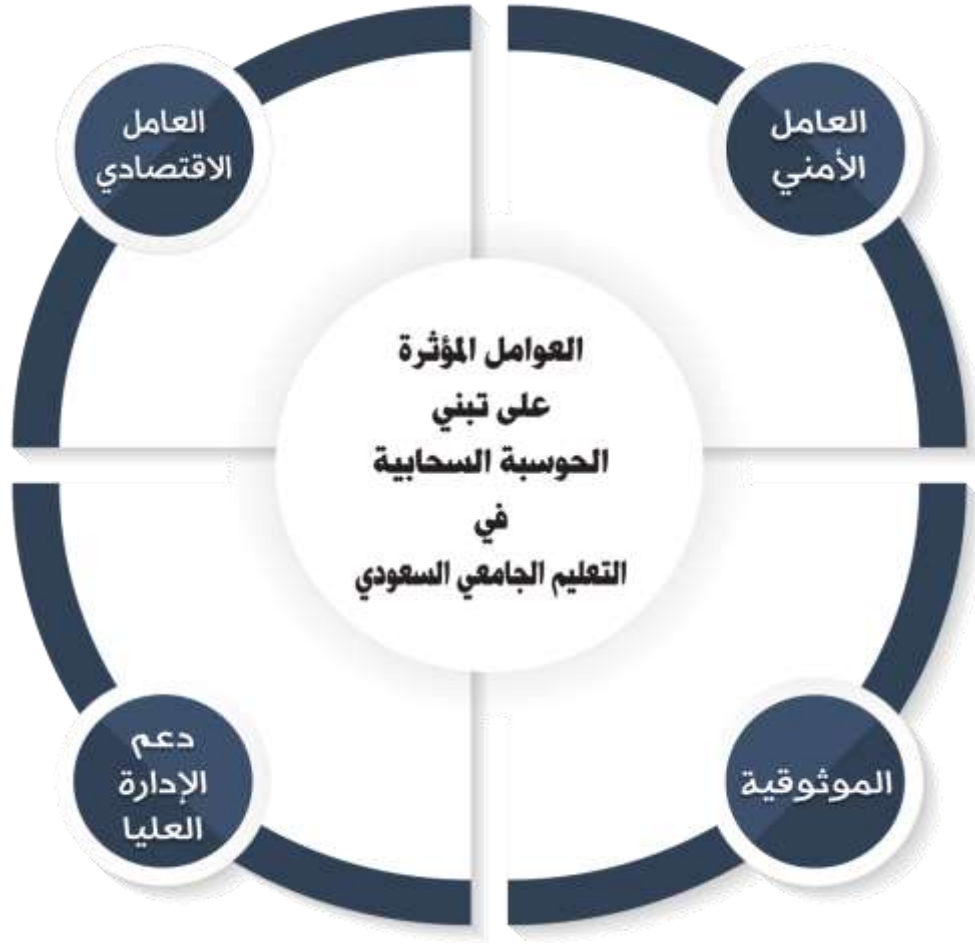 العامل
الأمني
العامل
الاقتصادي
العوامل المؤثرة
على تبني
الحوسبة السحابية
في
التعليم الجامعي السعودي
الموثوقية
دعم
الإدارة
العليا